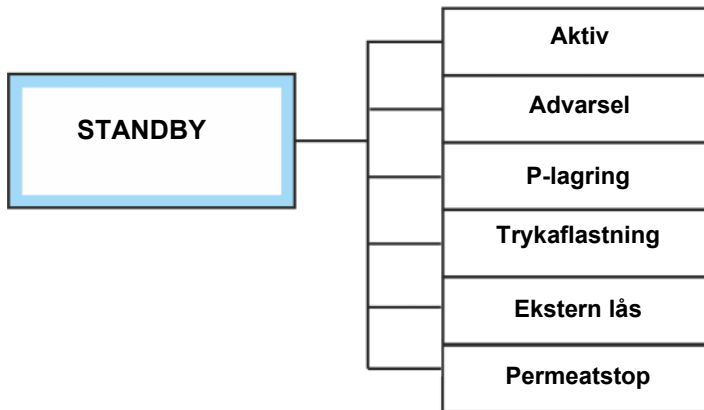 STANDBY
Aktiv
Advarsel
P-lagring
Trykaflastning
Ekstern lås
Permeatstop